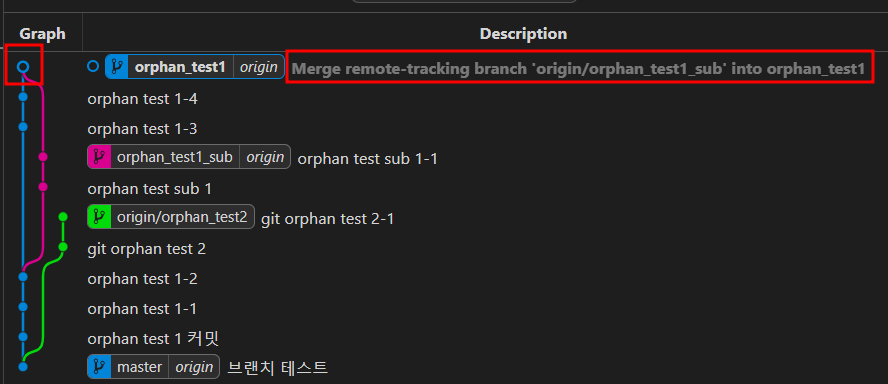 Graph Description
orphan_test1 origin Merge remote-tracking branch 'origin/orphan_test1_sub' into orphan_test1
orphan test 1-4
orphan test 1-3
orphan_test1_sub origin orphan test sub 1-1
orphan test sub 1
origin/orphan_test2 git orphan test 2-1
git orphan test 2
orphan test 1-2
orphan test 1-1
orphan test 1 커밋
master origin 브랜치 테스트